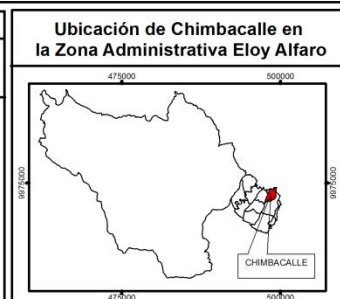 Ubicación de Chimbacalle en
la Zona Administrativa Eloy Alfaro
475000
500000
9975000
9975000
CHIMBACALLE
475000
500000